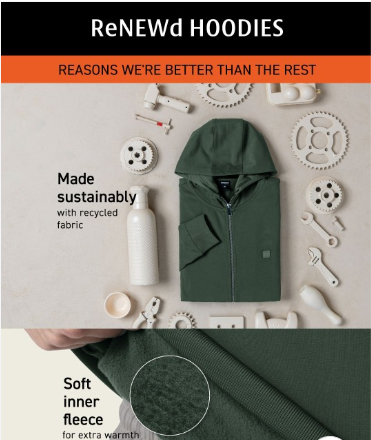 ReNEWd HOODIES
REASONS WE'RE BETTER THAN THE REST
Made
sustainably
with recycled
fabric
Soft
inner
fleece
for extra warmth